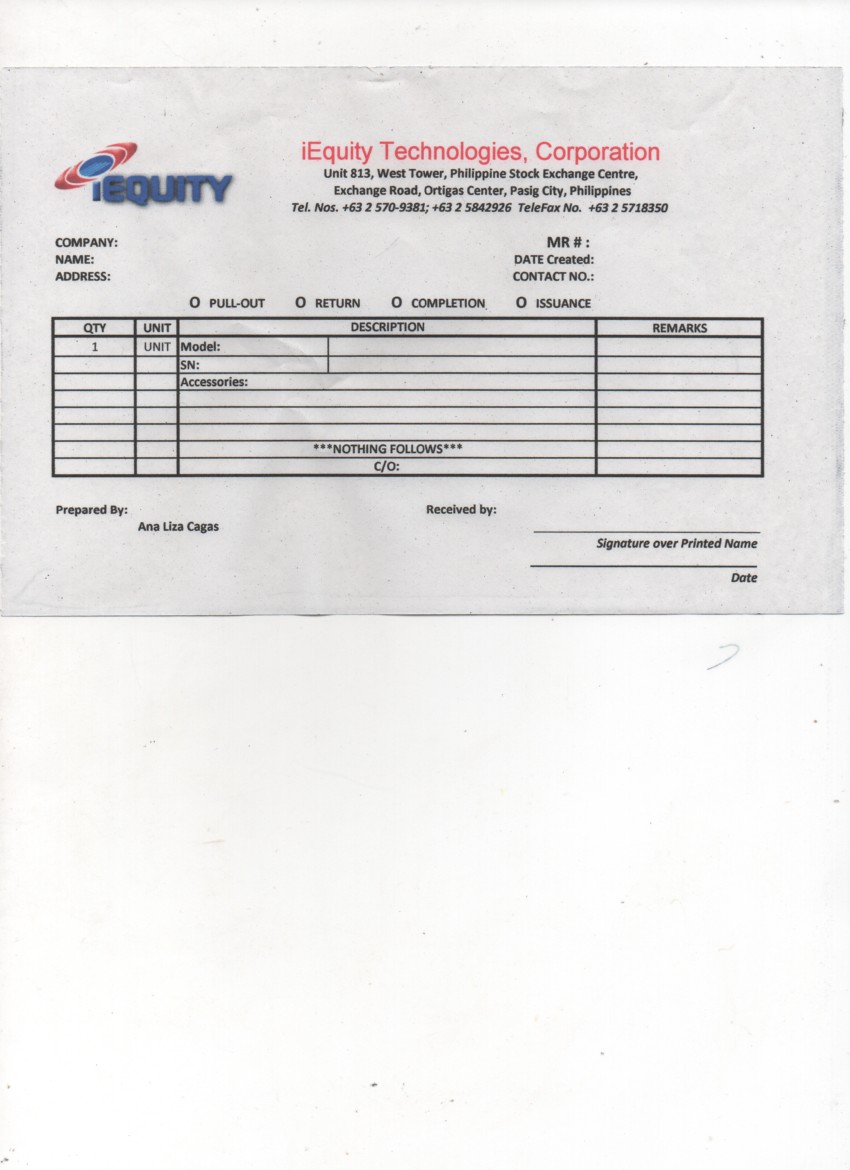 iEQUITY
iEquity Technologies, Corporation
Unit 813, West Tower, Philippine Stock Exchange Centre,
Exchange Road, Ortigas Center, Pasig City, Philippines
Tel. Nos. +63 2 570-9381; +63 2 5842926 TeleFax No. +63 2 5718350
COMPANY: MR # :
NAME: DATE Created:
ADDRESS: CONTACT NO.:
O PULL-OUT O RETURN O COMPLETION O ISSUANCE
QTY UNIT DESCRIPTION REMARKS
1 UNIT Model:
SN:
Accessories:
***NOTHING FOLLOWS***
C/O:
Prepared By: Received by:
Ana Liza Cagas
Signature over Printed Name
Date